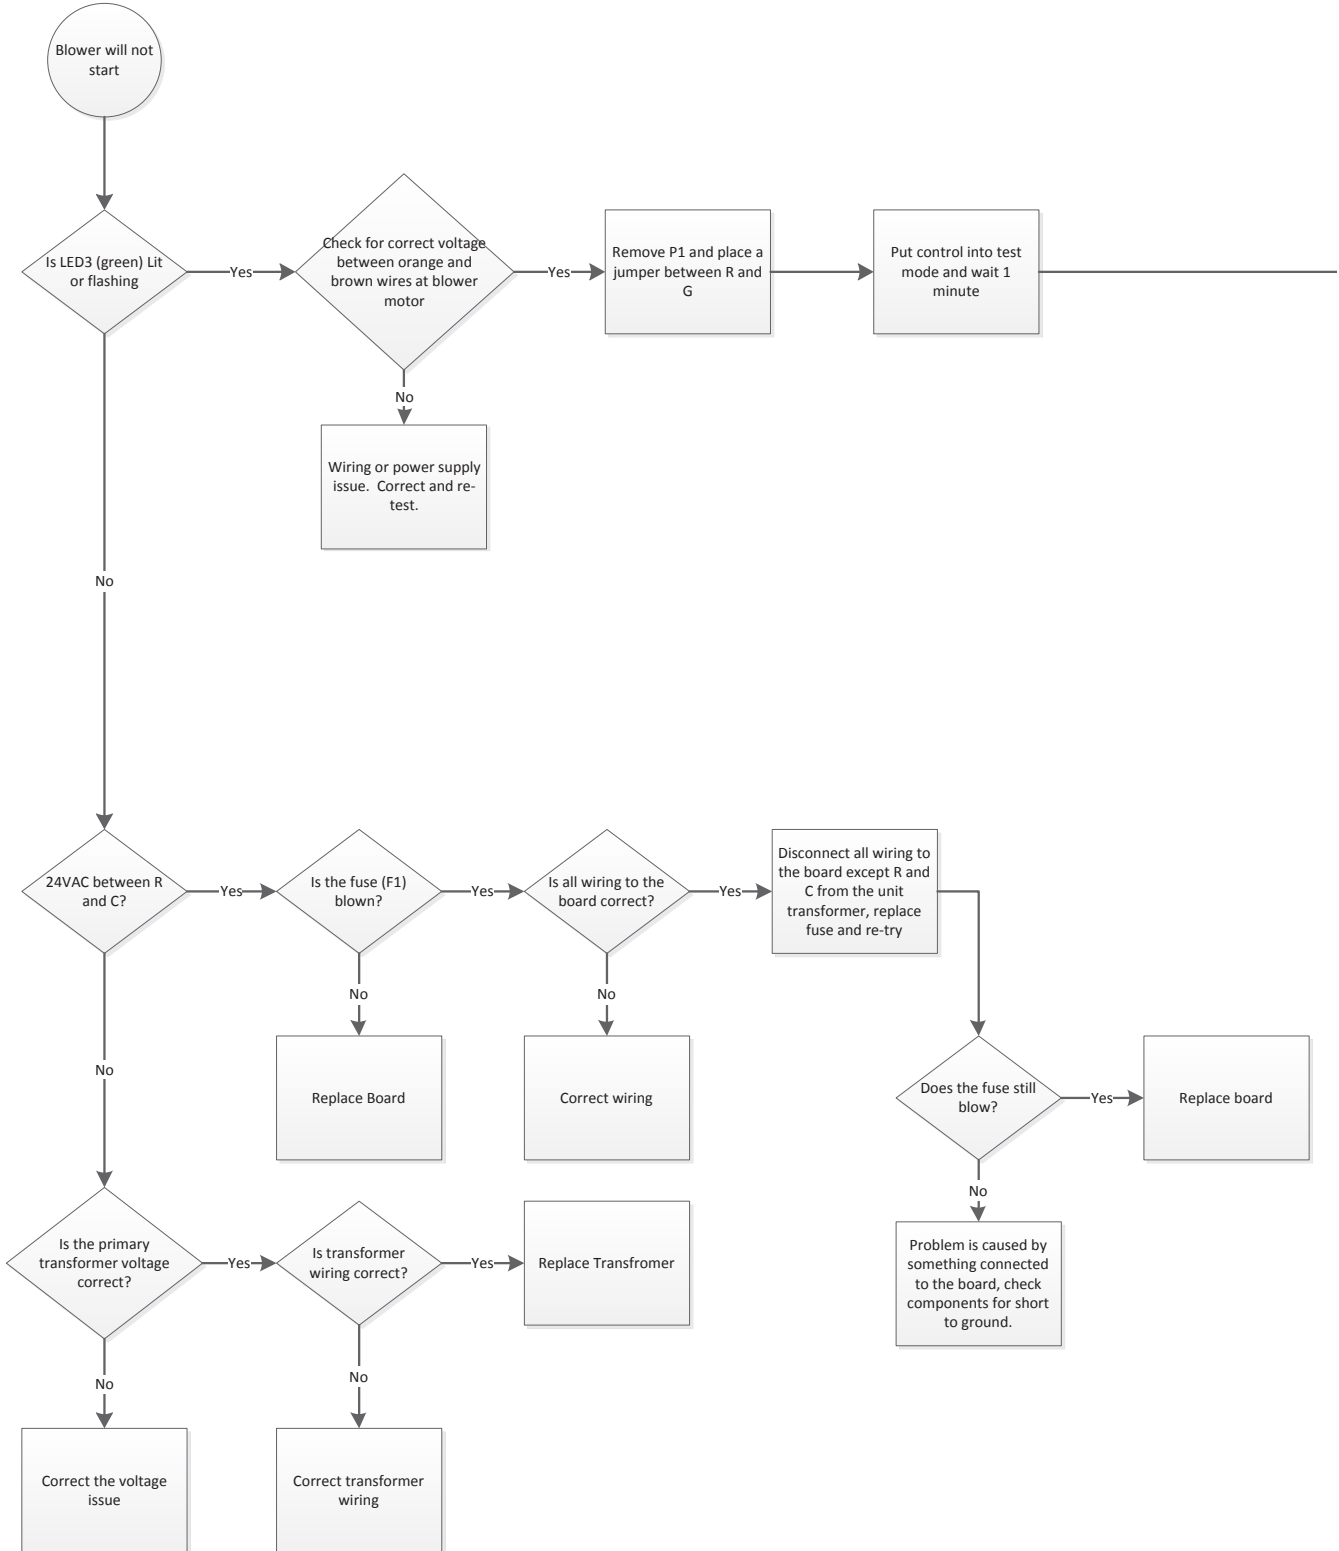 Blower will not
start
Is LED3 (green) Lit
or flashing
Yes
Check for correct voltage
between orange and
brown wires at blower
motor
Yes
Remove P1 and place a
jumper between R and
G
Put control into test
mode and wait 1
minute
No
Wiring or power supply
issue.  Correct and re-
test.
No
24VAC between R
and C?
Yes
Is the fuse (F1)
blown?
Yes
Is all wiring to the
board correct?
Yes
Disconnect all wiring to
the board except R and
C from the unit
transformer, replace
fuse and re-try
No
No
No
Replace Board
Correct wiring
Does the fuse still
blow?
Yes
Replace board
No
Problem is caused by
something connected
to the board, check
components for short
to ground.
Is the primary
transformer voltage
correct?
Yes
Is transformer
wiring correct?
Yes
Replace Transfromer
No
No
Correct the voltage
issue
Correct transformer
wiring